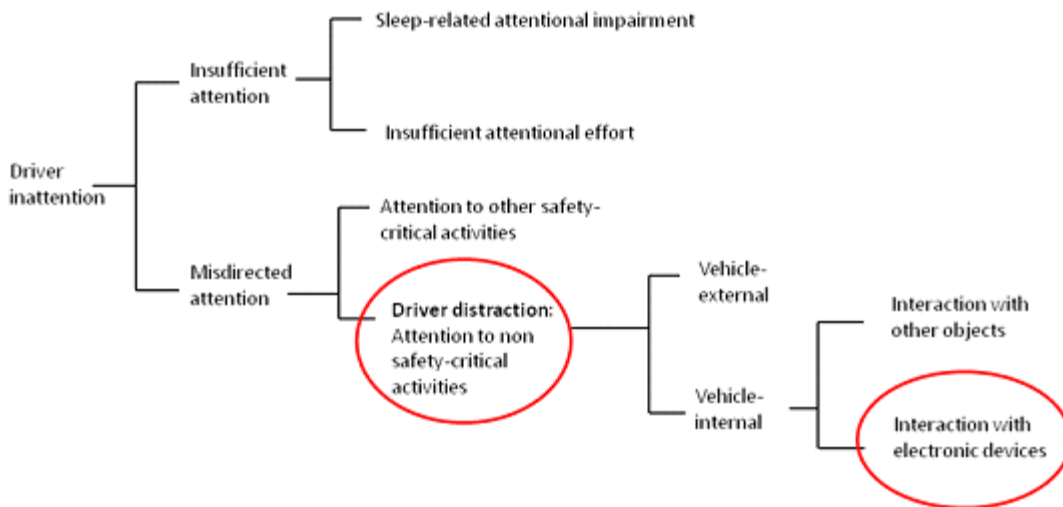 Sleep-related attentional impairment
Insufficient
attention
Insufficient attentional effort
Driver
inattention
Attention to other safety-
critical activities
Misdirected
attention
Driver distraction:
Attention to non
safety-critical
activities
Vehicle-
external
Vehicle-
internal
Interaction with
other objects
Interaction with
electronic devices